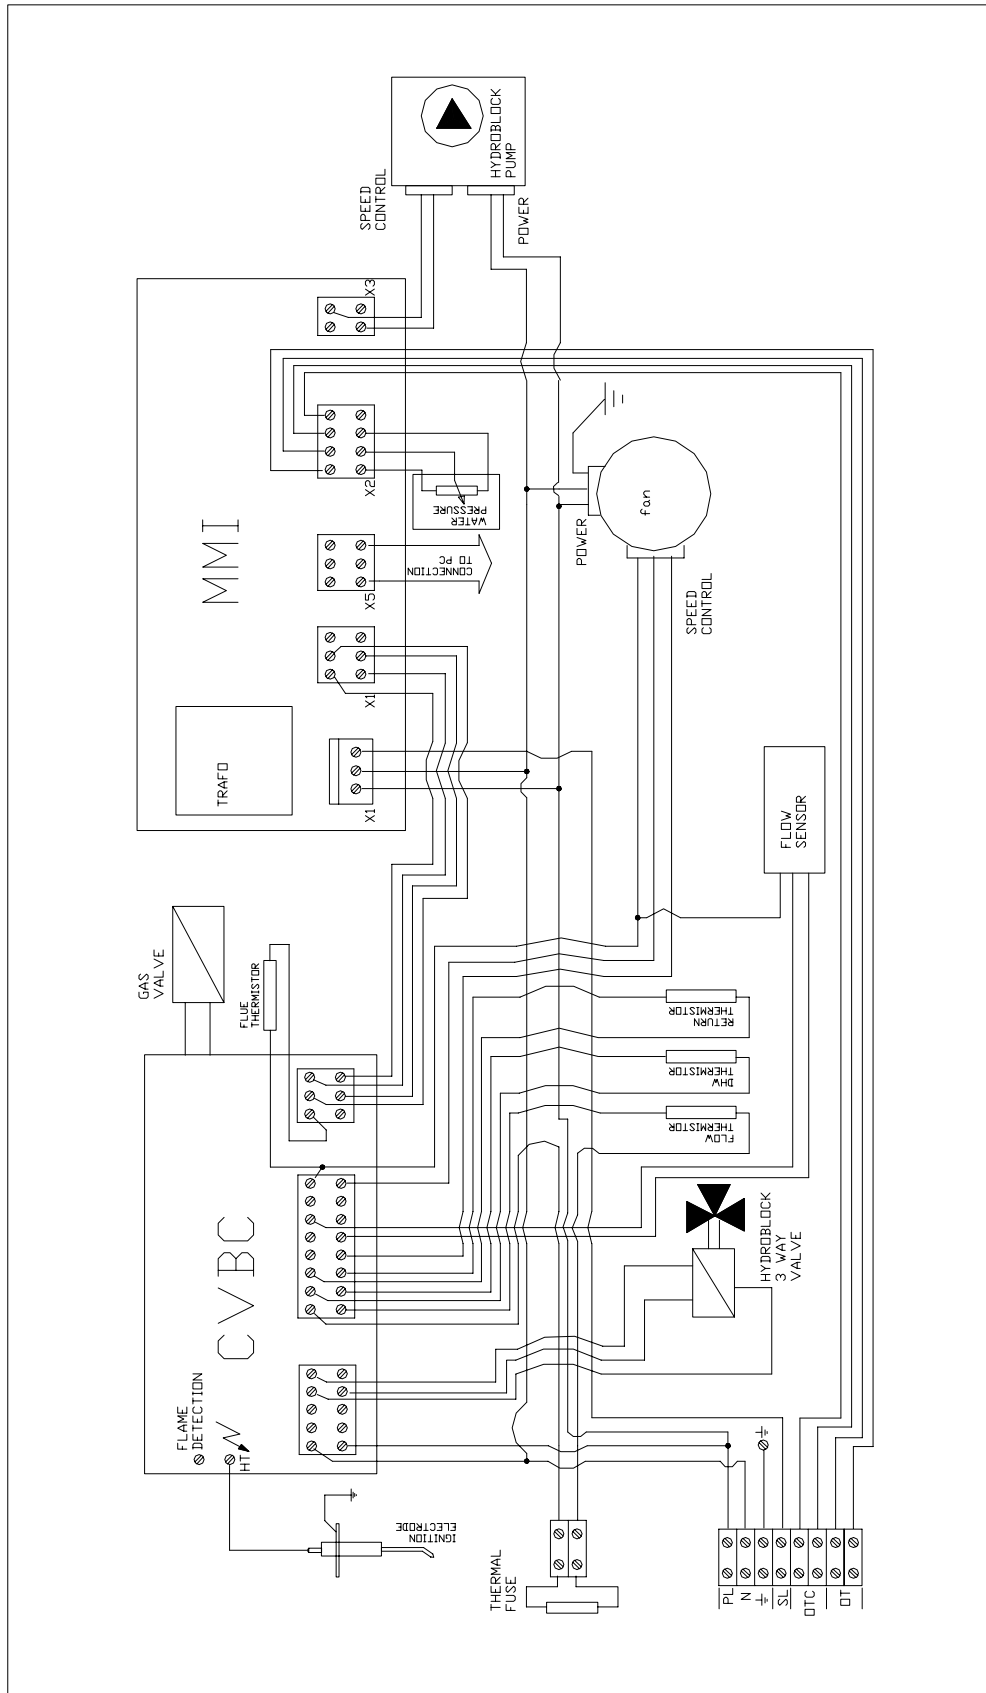 HYDROBLOCK
PUMP
SPEED
CONTROL
POWER
X3
MMI
X2
WATER
PRESSURE
X5
CONNECTION
TO PC
X1
TRAFO
X1
fan
POWER
SPEED
CONTROL
FLOW
SENSOR
GAS
VALVE
FLUE
THERMISTOR
RETURN
THERMISTOR
DHW
THERMISTOR
FLOW
THERMISTOR
CVBC
HYDROBLOCK
3 WAY
VALVE
FLAME
DETECTION
HT
IGNITION
ELECTRODE
THERMAL
FUSE
PL
N
SL
OTC
OT